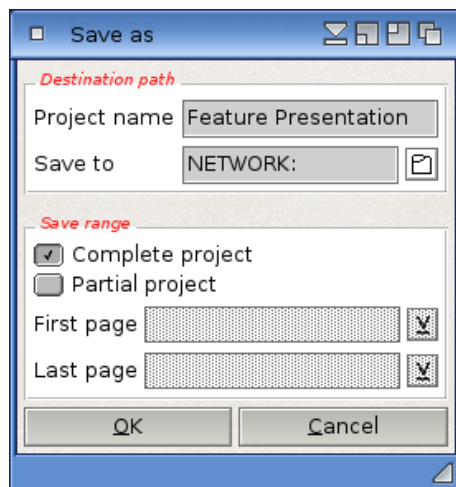 Save as
Destination path
Project name Feature Presentation
Save to NETWORK:
Save range
Complete project
Partial project
First page
Last page
OK Cancel